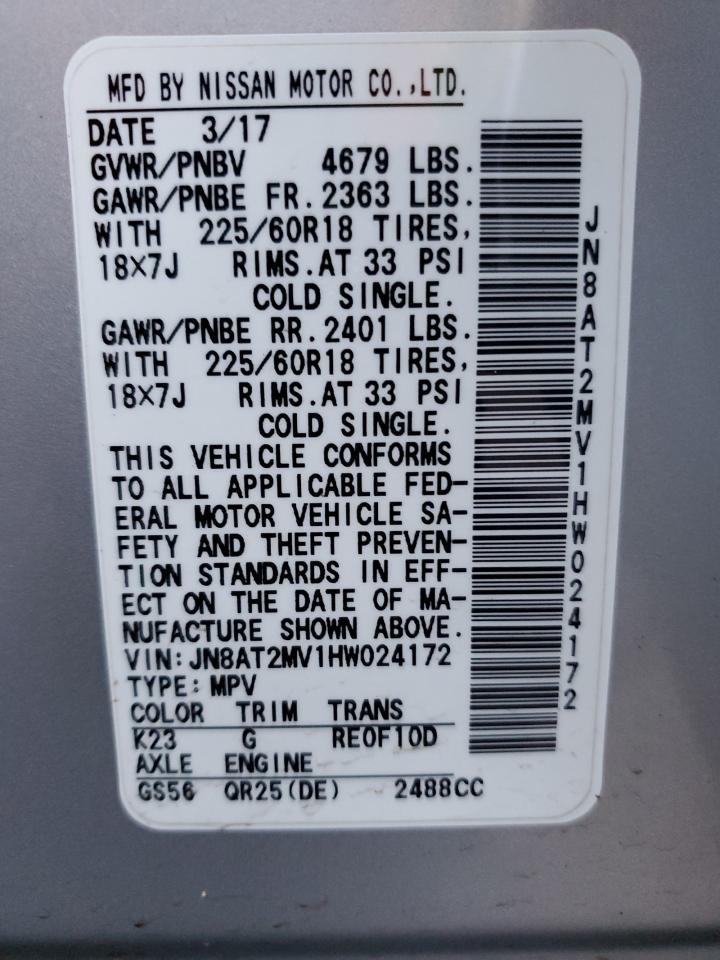 MFD BY NISSAN MOTOR CO.,LTD.
DATE 3/17
GVWR/PNBV 4679 LBS.
GAWR/PNBE FR.2363 LBS.
WITH 225/60R18 TIRES,
18X7J RIMS.AT 33 PSI
COLD SINGLE.
GAWR/PNBE RR.2401 LBS.
WITH 225/60R18 TIRES,
18X7J RIMS.AT 33 PSI
COLD SINGLE.
THIS VEHICLE CONFORMS
TO ALL APPLICABLE FED-
ERAL MOTOR VEHICLE SA-
FETY AND THEFT PREVEN-
TION STANDARDS IN EFF-
ECT ON THE DATE OF MA-
NUFACTURE SHOWN ABOVE.
VIN:JN8AT2MV1HW024172
TYPE:MPV
COLOR TRIM TRANS
K23 G RE0F10D
AXLE ENGINE
GS56 QR25(DE) 2488CC
JN8AT2MV1HW024172